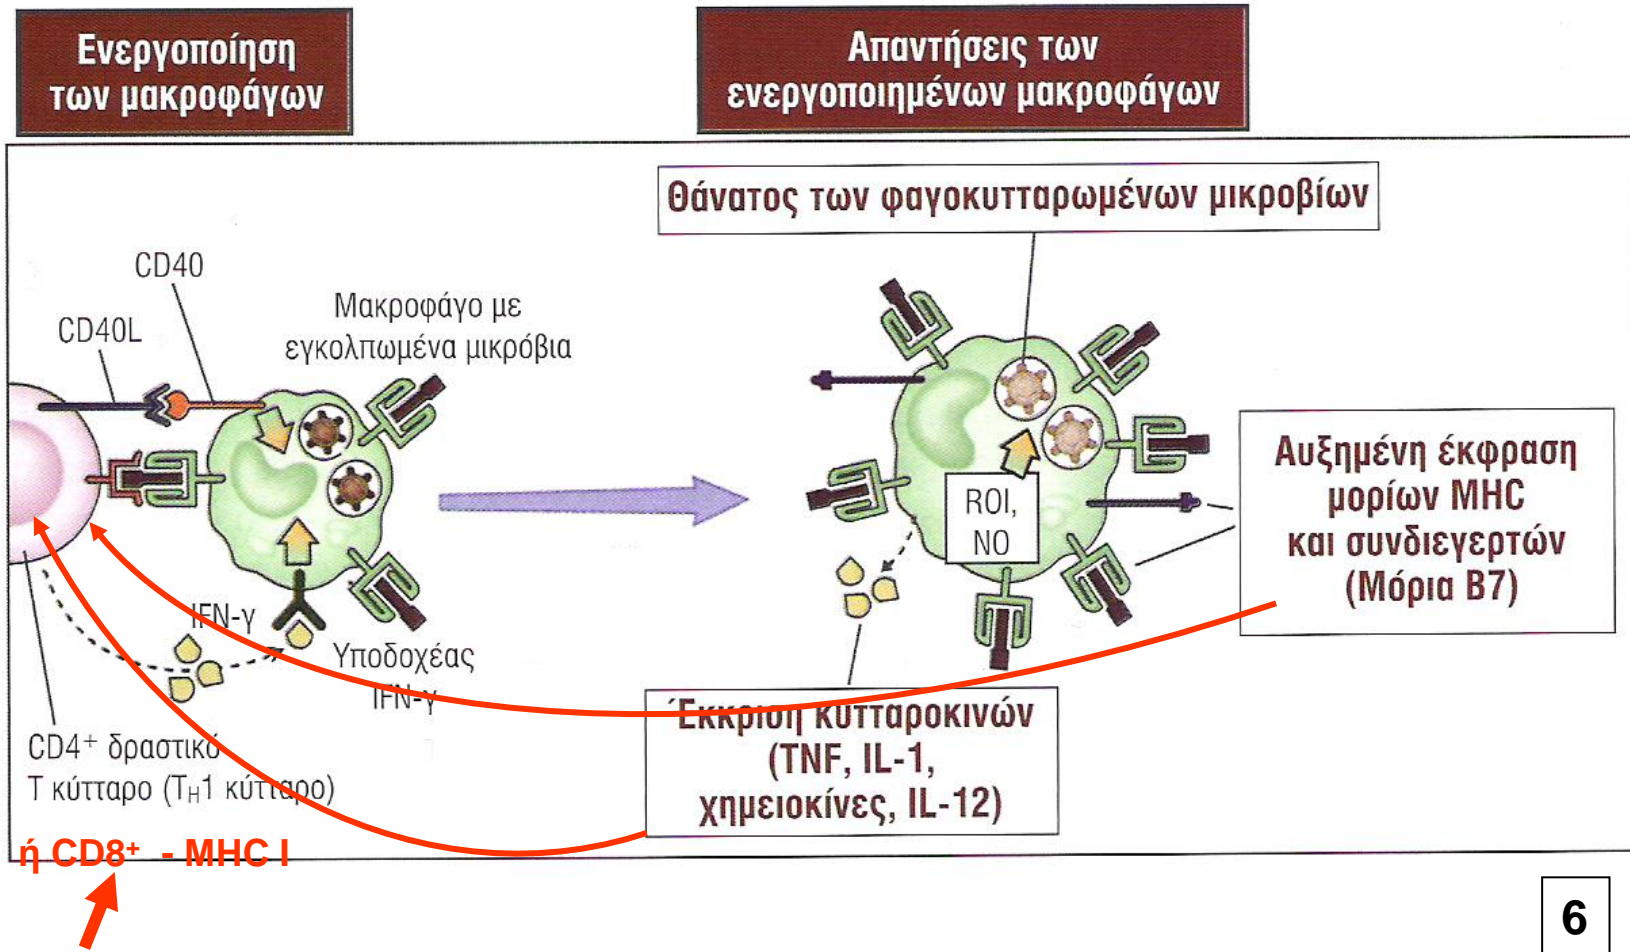 Ενεργοποίηση
των μακροφάγων
Απαντήσεις των
ενεργοποιημένων μακροφάγων
Θάνατος των φαγοκυτταρωμένων μικροβίων
CD40
CD40L
Μακροφάγο με
εγκολπωμένα μικρόβια
ROI,
NO
Αυξημένη έκφραση
μορίων MHC
και συνδιεγερτών
(Μόρια B7)
IFN-γ
Υποδοχέας
IFN-γ
Έκκριση κυτταροκινών
(TNF, IL-1,
χημειοκίνες, IL-12)
CD4⁺ δραστικό
Τ κύτταρο (T_H1 κύτταρο)
ή CD8⁺ - MHC I
6